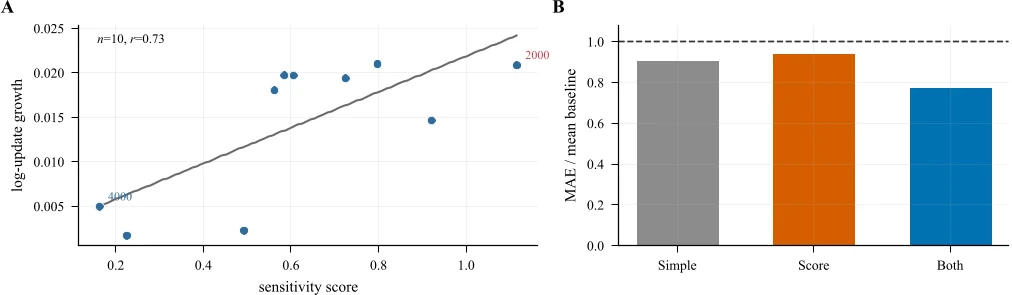 A
0.025
0.020
0.015
0.010
0.005
log-update growth
n=10, r=0.73
2000
4000
0.2
0.4
0.6
0.8
1.0
sensitivity score
B
1.0
0.8
0.6
0.4
0.2
0.0
MAE / mean baseline
Simple
Score
Both